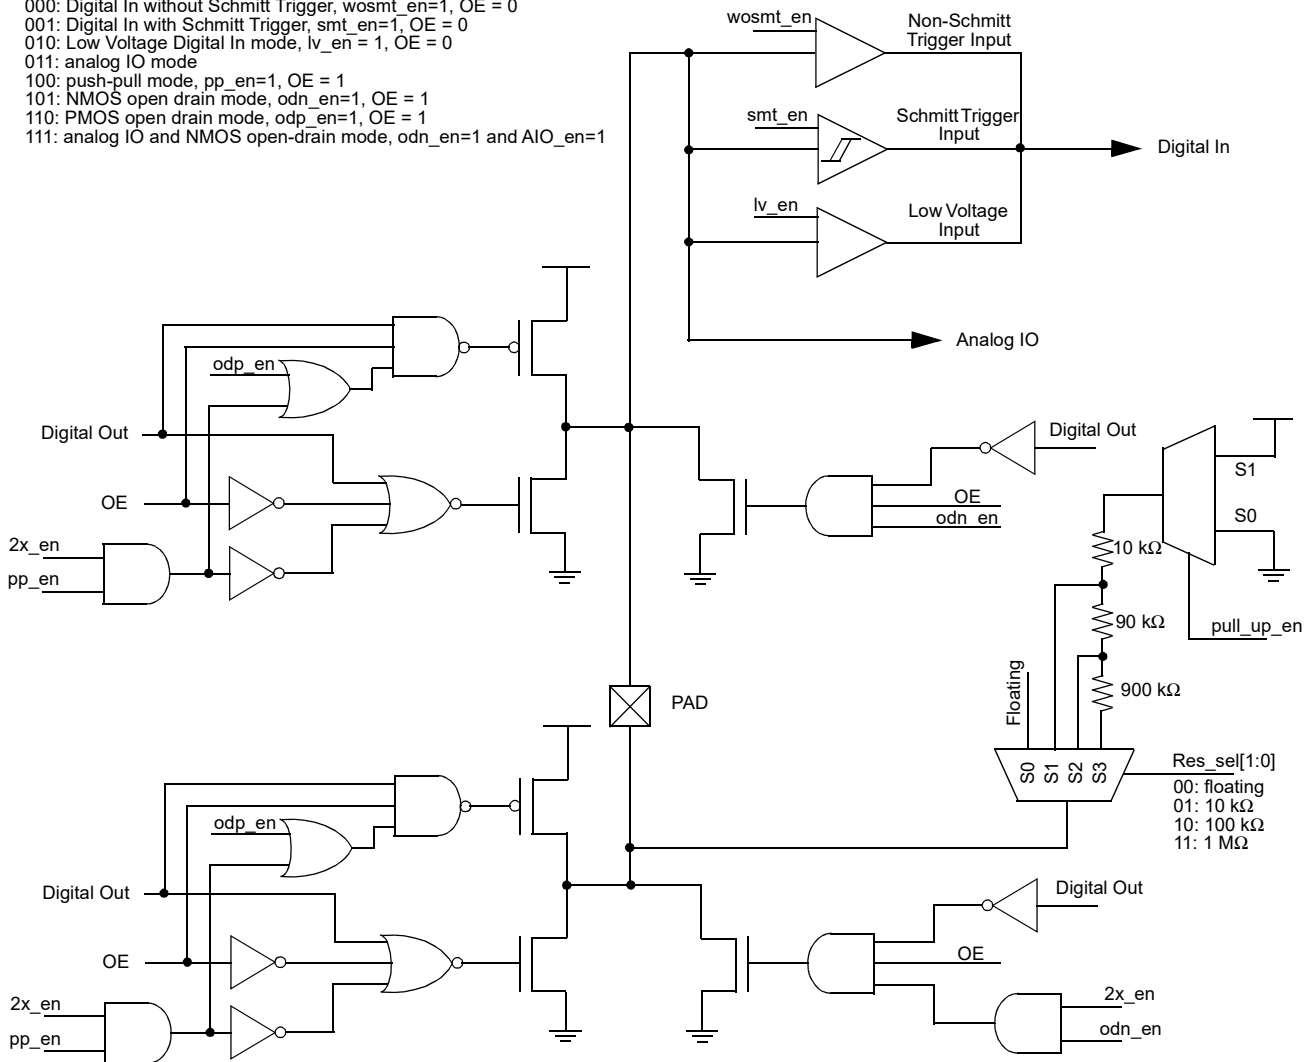 000: Digital In without Schmitt Trigger, wosmt_en=1, OE = 0
001: Digital In with Schmitt Trigger, smt_en=1, OE = 0
010: Low Voltage Digital In mode, lv_en = 1, OE = 0
011: analog IO mode
100: push-pull mode, pp_en=1, OE = 1
101: NMOS open drain mode, odn_en=1, OE = 1
110: PMOS open drain mode, odp_en=1, OE = 1
111: analog IO and NMOS open-drain mode, odn_en=1 and AIO_en=1
wosmt_en
Non-Schmitt
Trigger Input
smt_en
Schmitt Trigger
Input
Digital In
lv_en
Low Voltage
Input
Analog IO
odp_en
Digital Out
OE
2x_en
pp_en
Digital Out
OE
odn_en
S1
S0
10 kΩ
90 kΩ
900 kΩ
pull_up_en
Floating
PAD
S0
S1
S2
S3
Res_sel[1:0]
00: floating
01: 10 kΩ
10: 100 kΩ
11: 1 MΩ
odp_en
Digital Out
OE
2x_en
pp_en
Digital Out
OE
2x_en
odn_en